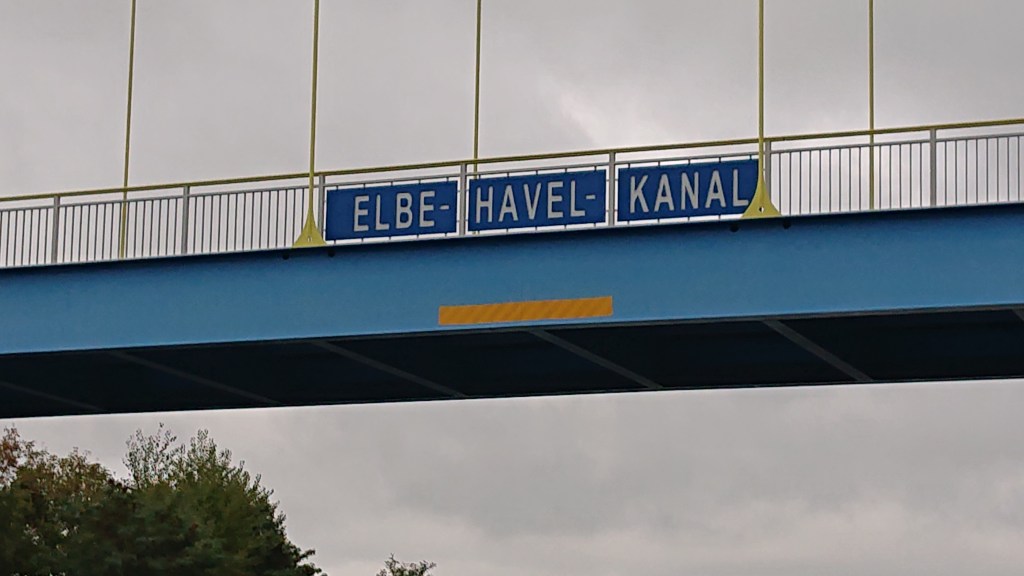 ELBE- HAVEL- KANAL